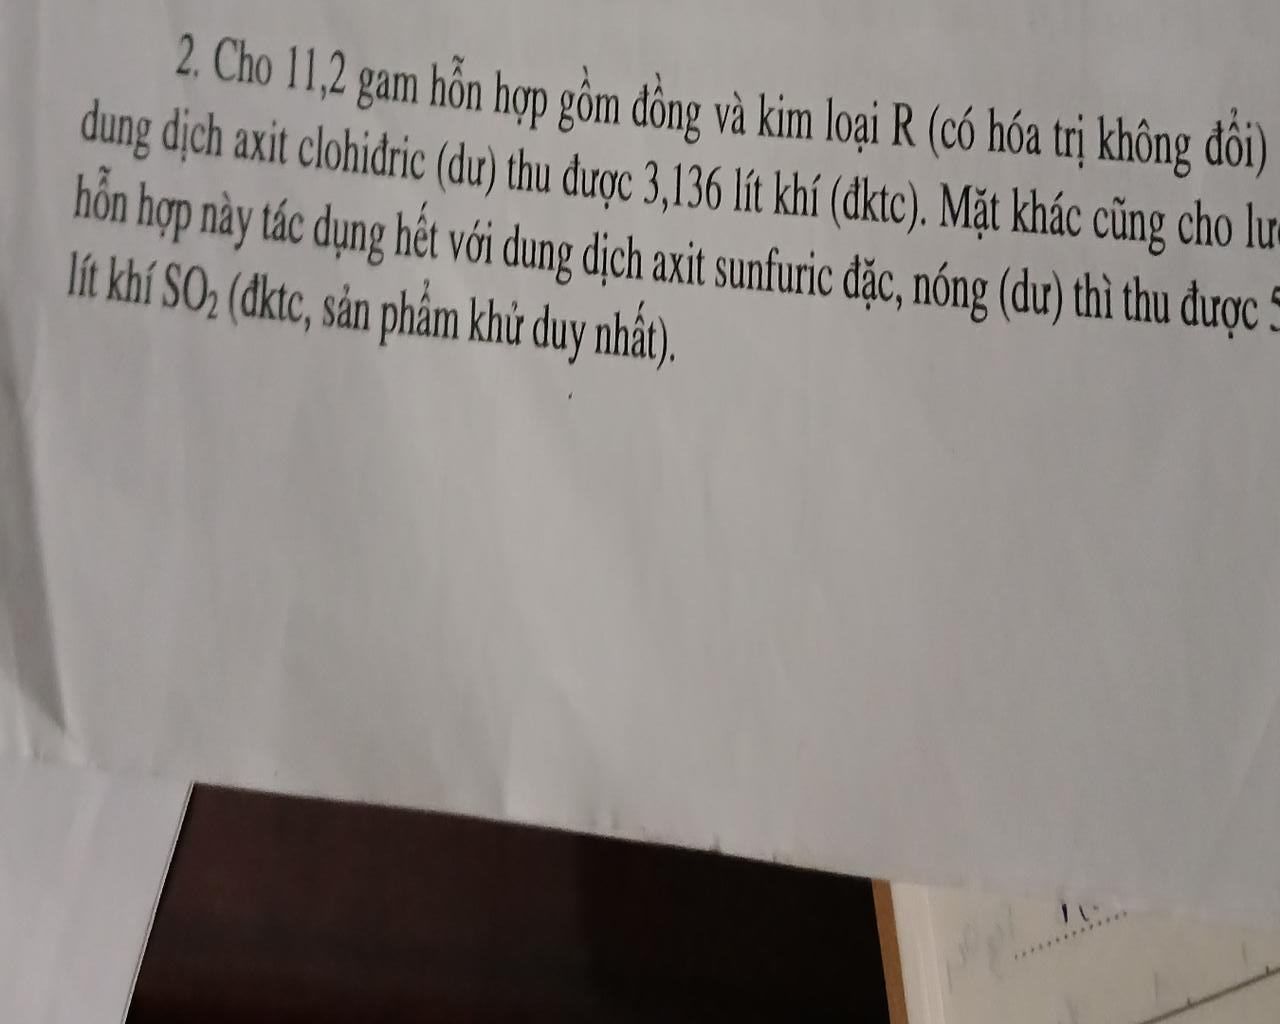 2. Cho 11,2 gam hỗn hợp gồm đồng và kim loại R (có hóa trị không đổi)
dung dịch axit clohiđric (dư) thu được 3,136 lít khí (đktc). Mặt khác cũng cho
hỗn hợp này tác dụng hết với dung dịch axit sunfuric đặc, nóng (dư) thì thu được
lít khí SO₂ (đktc, sản phẩm khử duy nhất).